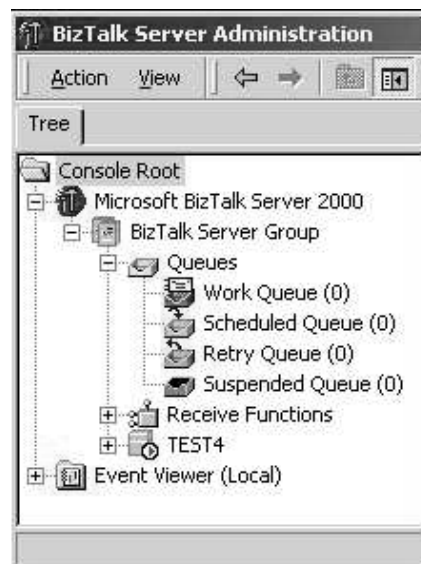 BizTalk Server Administration
Action View
Tree
Console Root
Microsoft BizTalk Server 2000
BizTalk Server Group
Queues
Work Queue (0)
Scheduled Queue (0)
Retry Queue (0)
Suspended Queue (0)
Receive Functions
TEST4
Event Viewer (Local)